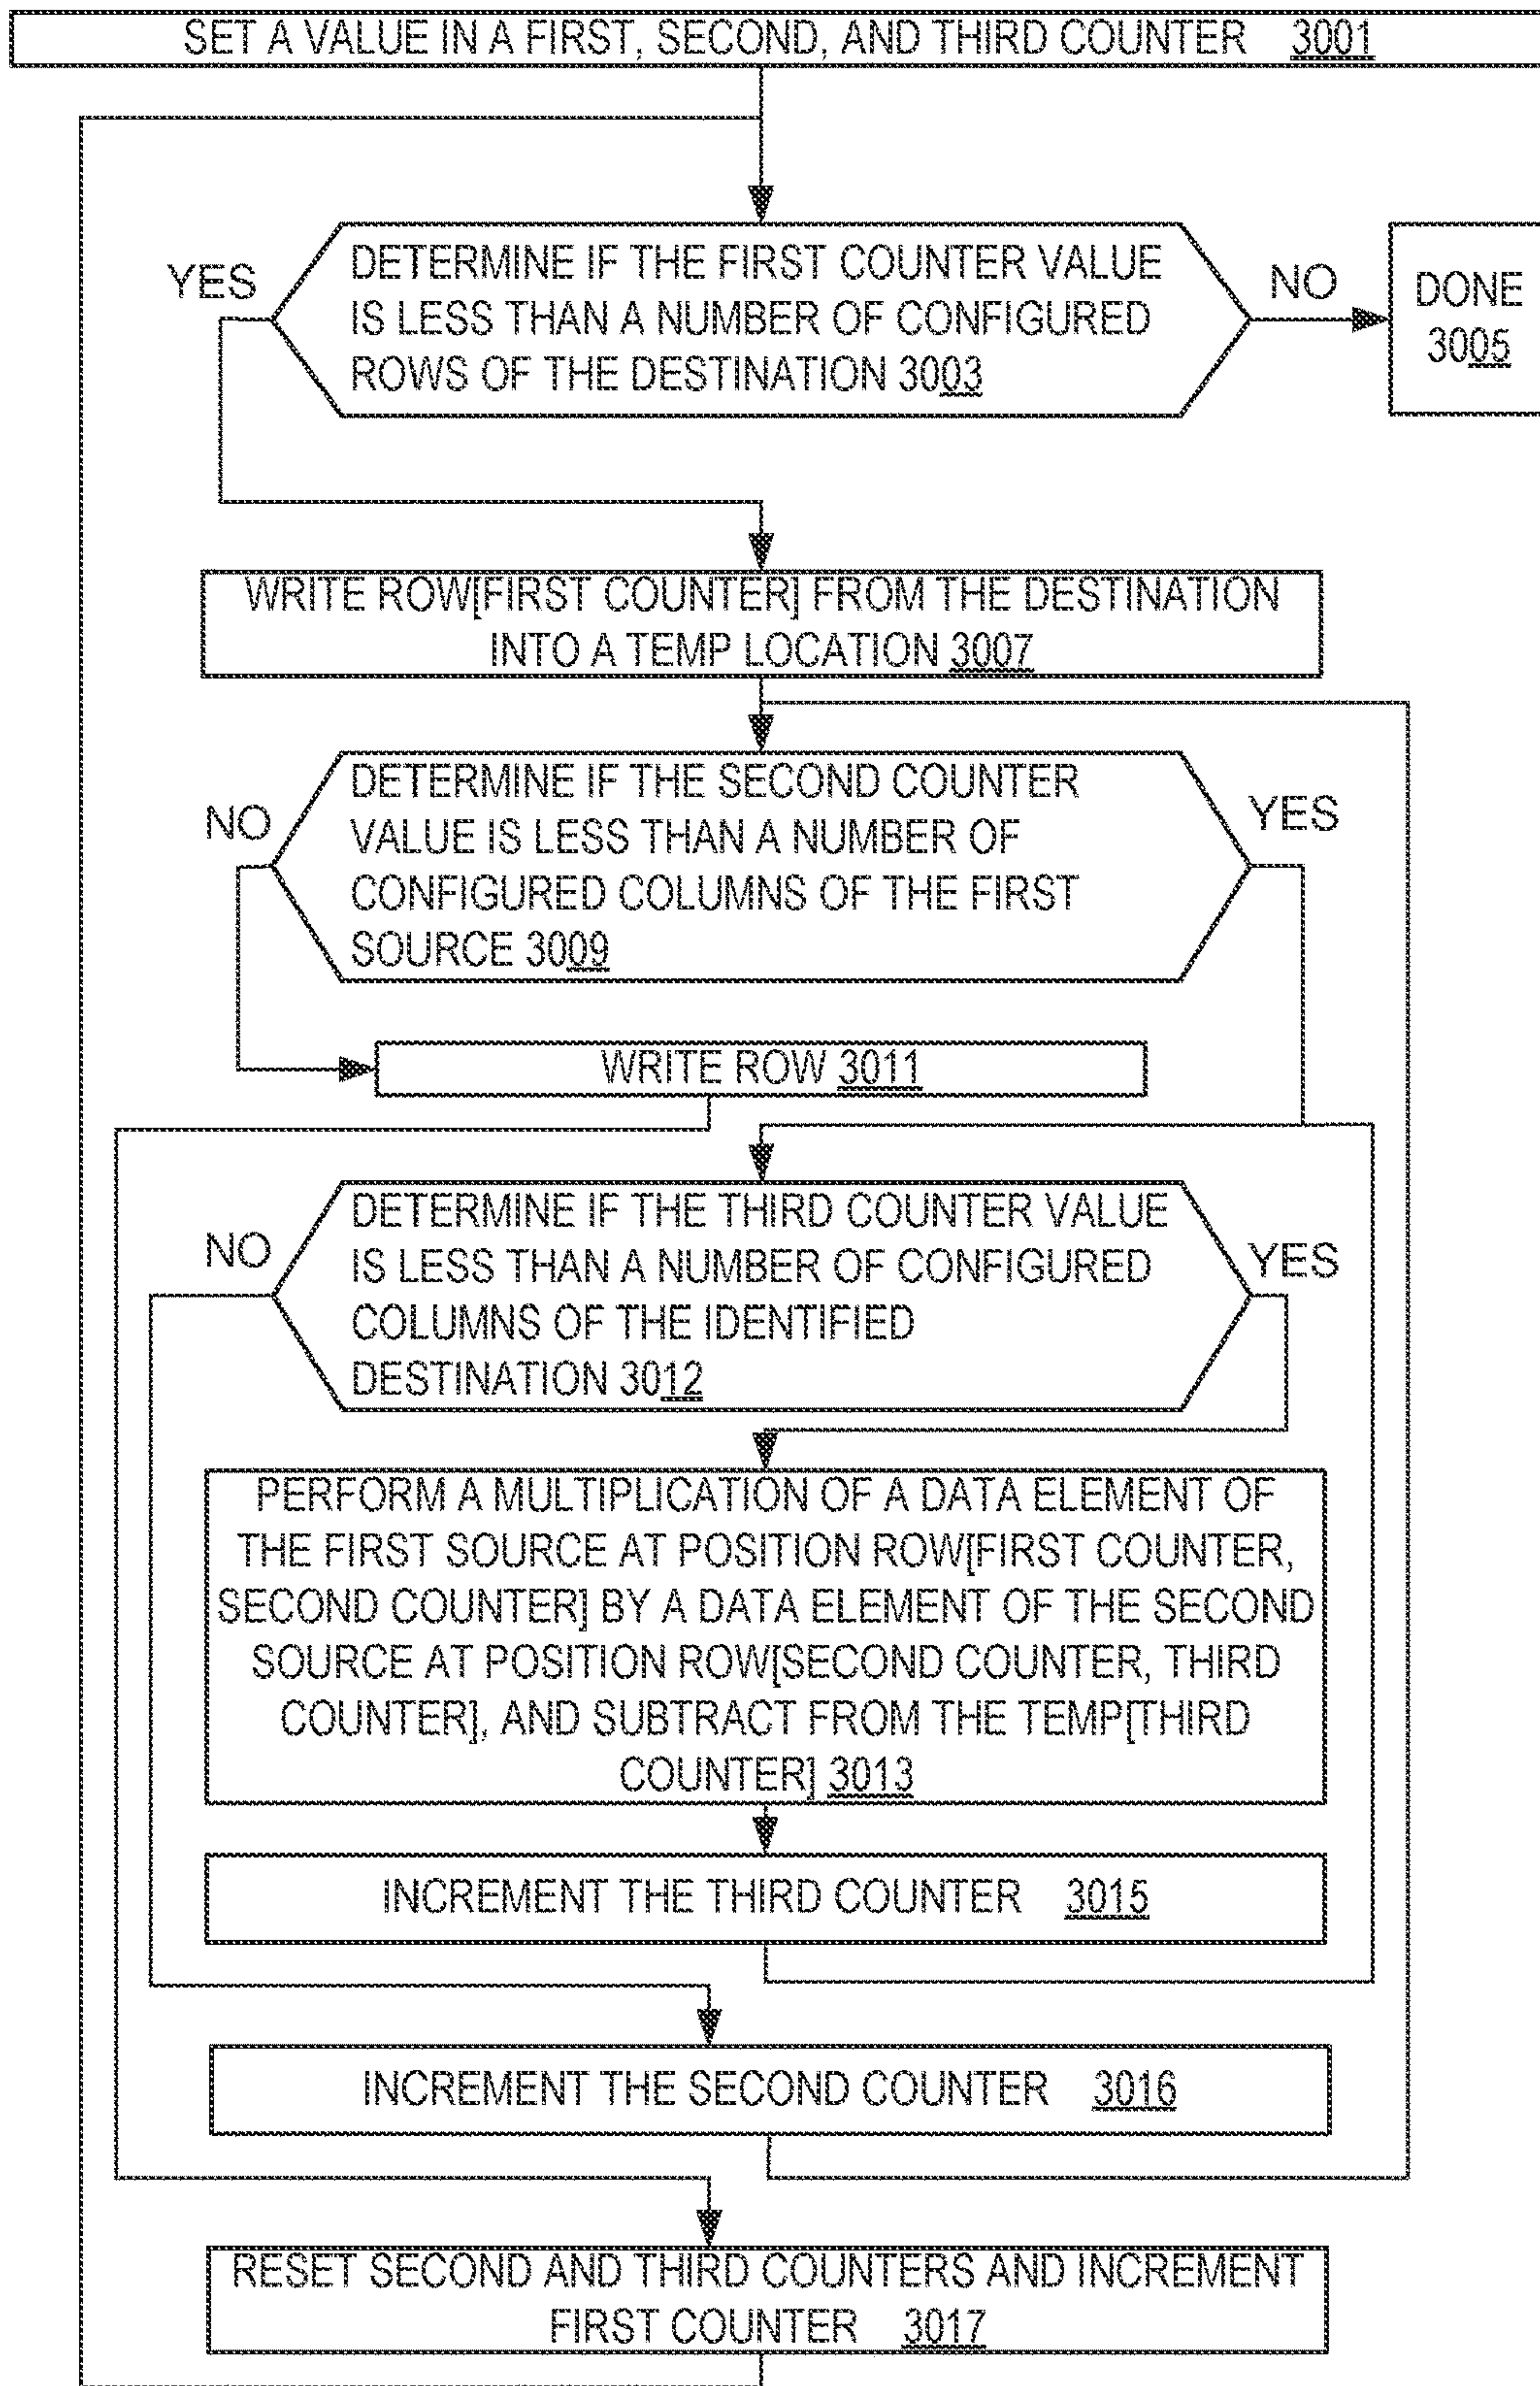 SET A VALUE IN A FIRST, SECOND, AND THIRD COUNTER 3001
YES
DETERMINE IF THE FIRST COUNTER VALUE
IS LESS THAN A NUMBER OF CONFIGURED
ROWS OF THE DESTINATION 3003
NO
DONE
3005
WRITE ROW[FIRST COUNTER] FROM THE DESTINATION
INTO A TEMP LOCATION 3007
NO
DETERMINE IF THE SECOND COUNTER
VALUE IS LESS THAN A NUMBER OF
CONFIGURED COLUMNS OF THE FIRST
SOURCE 3009
YES
WRITE ROW 3011
NO
DETERMINE IF THE THIRD COUNTER VALUE
IS LESS THAN A NUMBER OF CONFIGURED
COLUMNS OF THE IDENTIFIED
DESTINATION 3012
YES
PERFORM A MULTIPLICATION OF A DATA ELEMENT OF
THE FIRST SOURCE AT POSITION ROW[FIRST COUNTER,
SECOND COUNTER] BY A DATA ELEMENT OF THE SECOND
SOURCE AT POSITION ROW[SECOND COUNTER, THIRD
COUNTER], AND SUBTRACT FROM THE TEMP[THIRD
COUNTER] 3013
INCREMENT THE THIRD COUNTER 3015
INCREMENT THE SECOND COUNTER 3016
RESET SECOND AND THIRD COUNTERS AND INCREMENT
FIRST COUNTER 3017